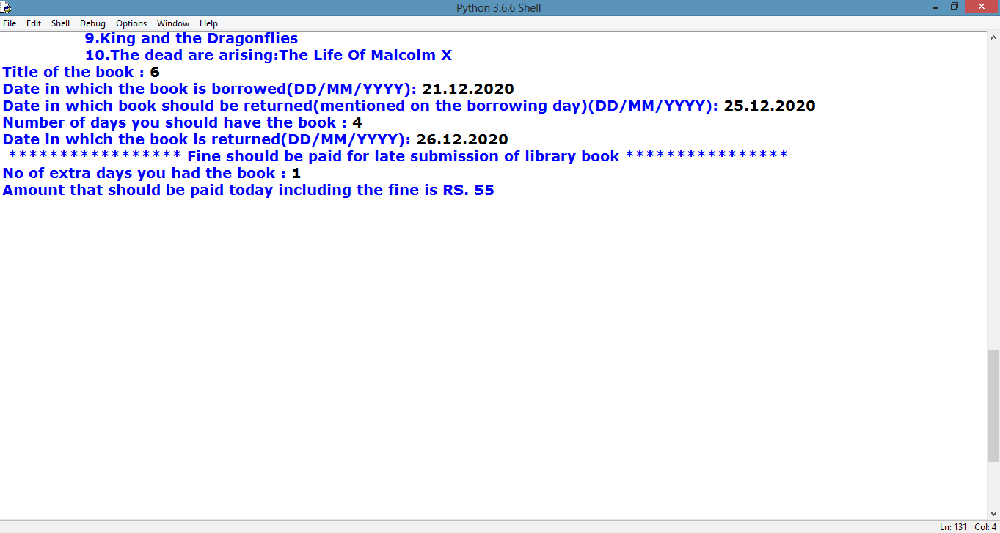 Python 3.6.6 Shell
File Edit Shell Debug Options Window Help
9.King and the Dragonflies
10.The dead are arising:The Life Of Malcolm X
Title of the book : 6
Date in which the book is borrowed(DD/MM/YYYY): 21.12.2020
Date in which book should be returned(mentioned on the borrowing day)(DD/MM/YYYY): 25.12.2020
Number of days you should have the book : 4
Date in which the book is returned(DD/MM/YYYY): 26.12.2020
***************** Fine should be paid for late submission of library book ****************
No of extra days you had the book : 1
Amount that should be paid today including the fine is RS. 55
Ln: 131 Col: 4